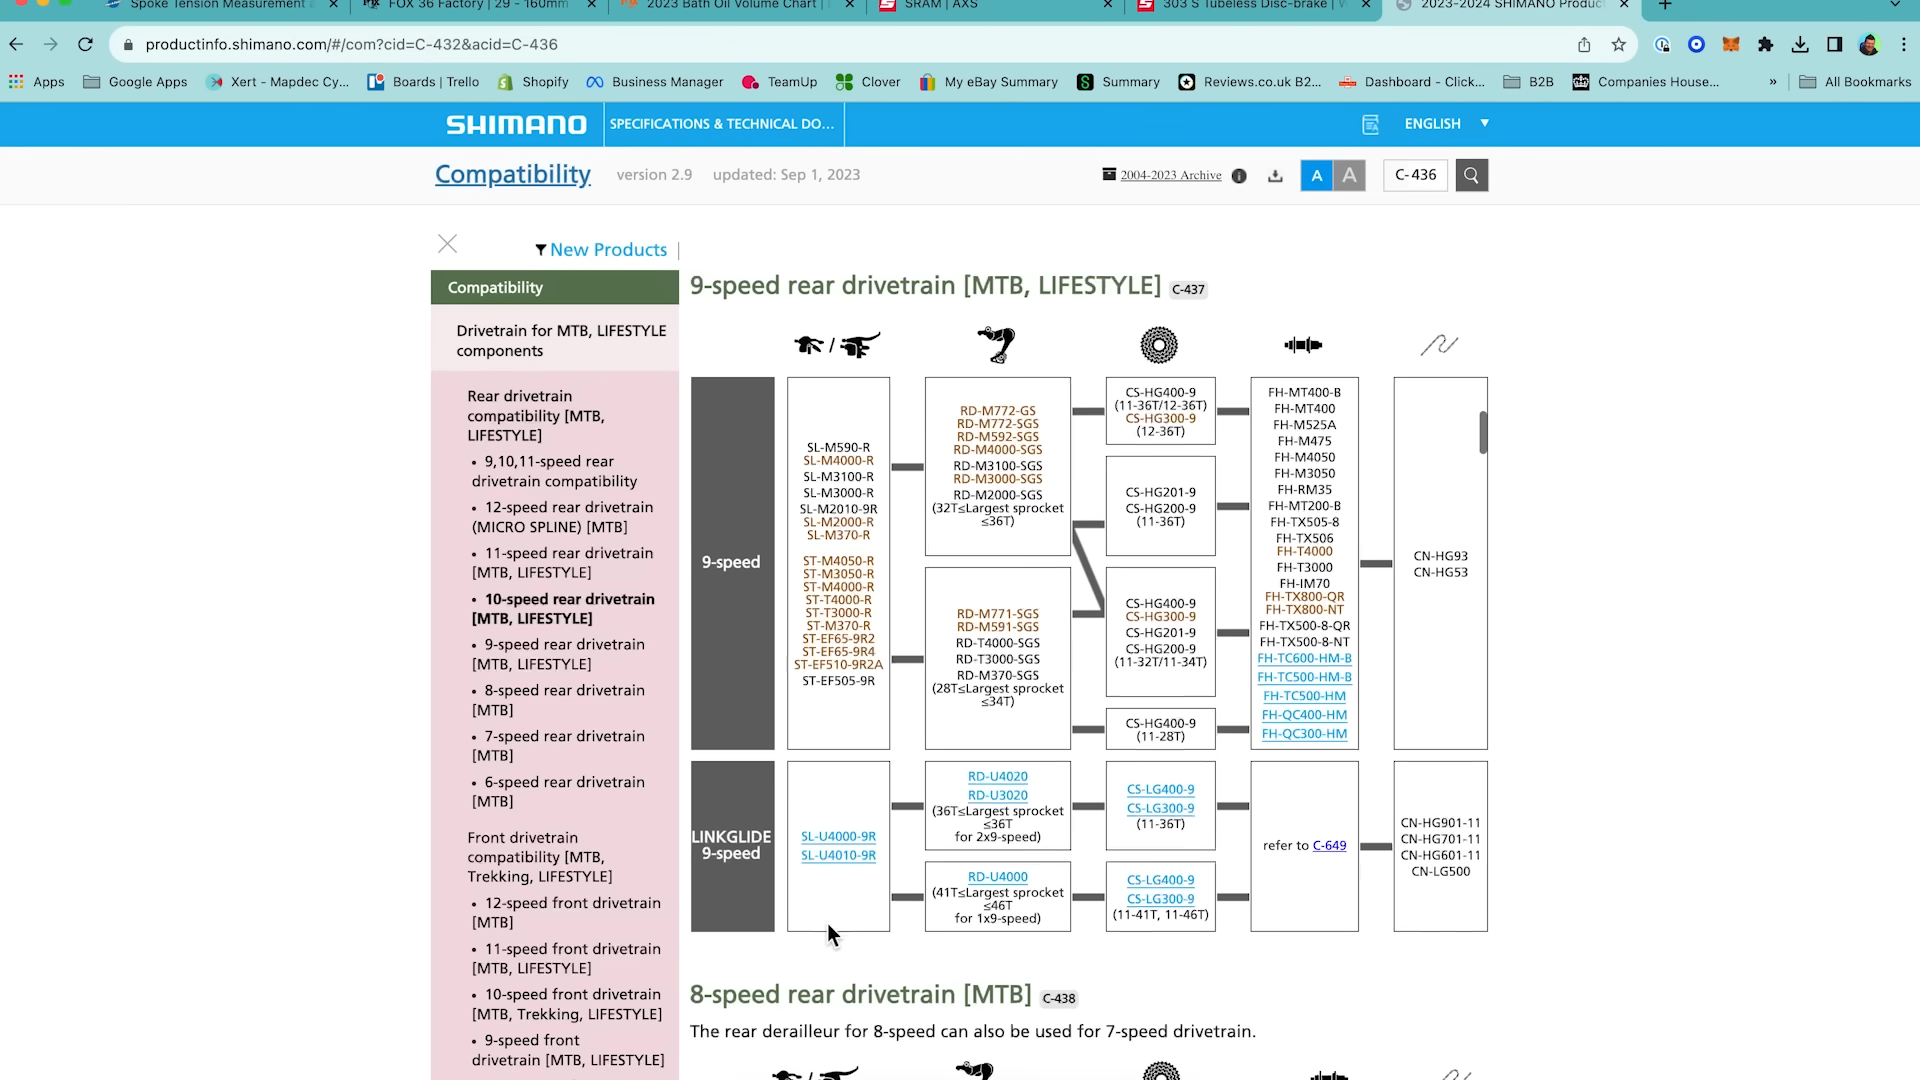 Spoke Tension Measurement
FOX 36 Factory | 29 - 160mm
2023 Bath Oil Volume Chart |
SRAM | AXS
303 S Tubeless Disc-brake |
2023-2024 SHIMANO Produc
productinfo.shimano.com/#/com?cid=C-432&acid=C-436
Apps
Google Apps
Xert - Mapdec Cy...
Boards | Trello
Shopify
Business Manager
TeamUp
Clover
My eBay Summary
Summary
Reviews.co.uk B2...
Dashboard - Click...
B2B
Companies House...
»
All Bookmarks
SHIMANO
SPECIFICATIONS & TECHNICAL DO...
ENGLISH
Compatibility
version 2.9
updated: Sep 1, 2023
2004-2023 Archive
A
A
C-436
New Products |
Compatibility
Drivetrain for MTB, LIFESTYLE
components
Rear drivetrain
compatibility [MTB,
LIFESTYLE]
• 9,10,11-speed rear
drivetrain compatibility
• 12-speed rear drivetrain
(MICRO SPLINE) [MTB]
• 11-speed rear drivetrain
[MTB, LIFESTYLE]
• 10-speed rear drivetrain
[MTB, LIFESTYLE]
• 9-speed rear drivetrain
[MTB, LIFESTYLE]
• 8-speed rear drivetrain
[MTB]
• 7-speed rear drivetrain
[MTB]
• 6-speed rear drivetrain
[MTB]
Front drivetrain
compatibility [MTB,
Trekking, LIFESTYLE]
• 12-speed front drivetrain
[MTB]
• 11-speed front drivetrain
[MTB, LIFESTYLE]
• 10-speed front drivetrain
[MTB, Trekking, LIFESTYLE]
• 9-speed front
drivetrain [MTB, LIFESTYLE]
9-speed rear drivetrain [MTB, LIFESTYLE] C-437
/
9-speed
SL-M590-R
SL-M4000-R
SL-M3100-R
SL-M3000-R
SL-M2010-9R
SL-M2000-R
SL-M370-R
ST-M4050-R
ST-M3050-R
ST-M4000-R
ST-T4000-R
ST-T3000-R
ST-M370-R
ST-EF65-9R2
ST-EF65-9R4
ST-EF510-9R2A
ST-EF505-9R
RD-M772-GS
RD-M772-SGS
RD-M592-SGS
RD-M4000-SGS
RD-M3100-SGS
RD-M3000-SGS
RD-M2000-SGS
(32T≤Largest sprocket
≤36T)
RD-M771-SGS
RD-M591-SGS
RD-T4000-SGS
RD-T3000-SGS
RD-M370-SGS
(28T≤Largest sprocket
≤34T)
CS-HG400-9
(11-36T/12-36T)
CS-HG300-9
(12-36T)
CS-HG201-9
CS-HG200-9
(11-36T)
CS-HG400-9
CS-HG300-9
CS-HG201-9
CS-HG200-9
(11-32T/11-34T)
CS-HG400-9
(11-28T)
FH-MT400-B
FH-MT400
FH-M525A
FH-M475
FH-M4050
FH-M3050
FH-RM35
FH-MT200-B
FH-TX505-8
FH-TX506
FH-T4000
FH-T3000
FH-IM70
FH-TX800-QR
FH-TX800-NT
FH-TX500-8-QR
FH-TX500-8-NT
FH-TC600-HM-B
FH-TC500-HM-B
FH-TC500-HM
FH-QC400-HM
FH-QC300-HM
CN-HG93
CN-HG53
LINKGLIDE
9-speed
SL-U4000-9R
SL-U4010-9R
RD-U4020
RD-U3020
(36T≤Largest sprocket
≤36T
for 2x9-speed)
RD-U4000
(41T≤Largest sprocket
≤46T
for 1x9-speed)
CS-LG400-9
CS-LG300-9
(11-36T)
CS-LG400-9
CS-LG300-9
(11-41T, 11-46T)
refer to C-649
CN-HG901-11
CN-HG701-11
CN-HG601-11
CN-LG500
8-speed rear drivetrain [MTB] C-438
The rear derailleur for 8-speed can also be used for 7-speed drivetrain.